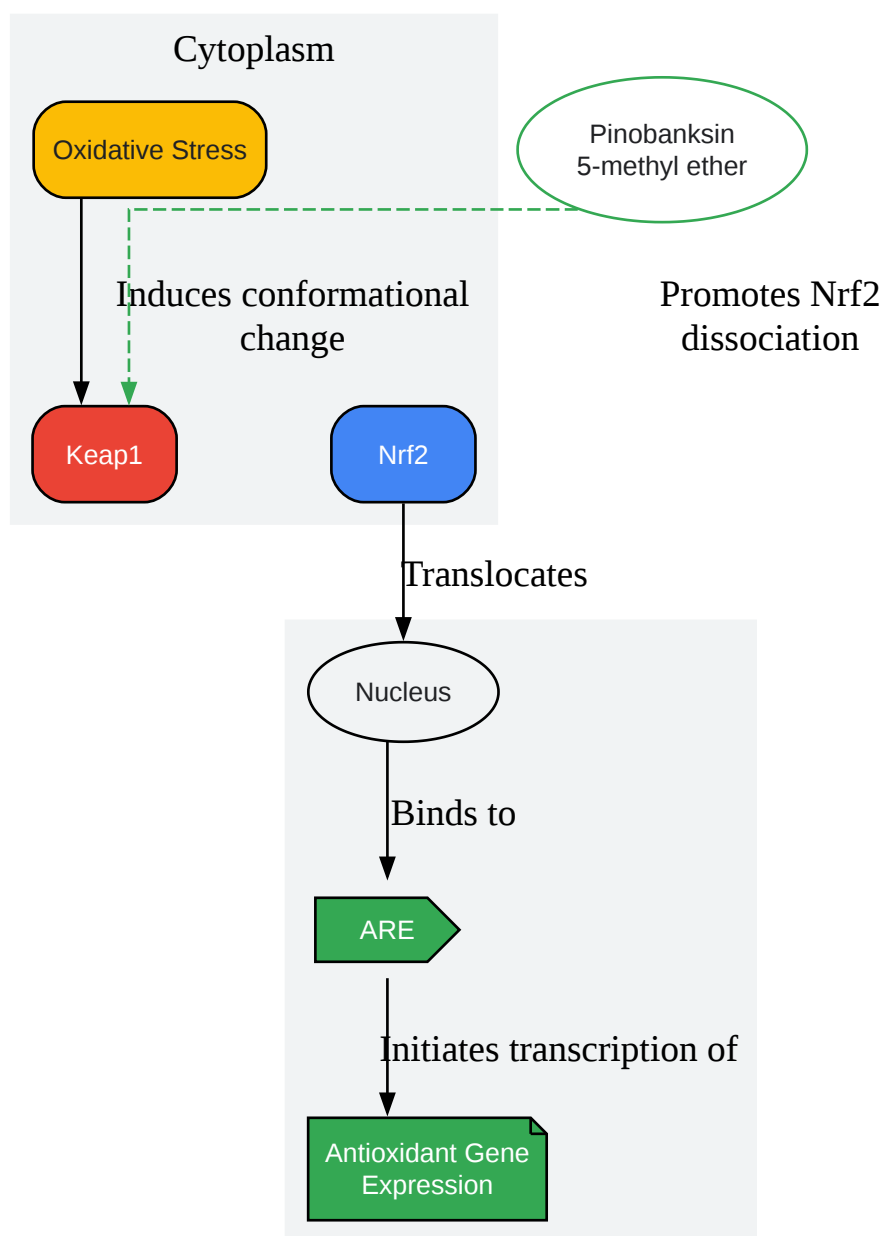 Cytoplasm
Oxidative Stress
Pinobanksin
5-methyl ether
Induces conformational
change
Promotes Nrf2
dissociation
Keap1
Nrf2
Translocates
Nucleus
Binds to
ARE
Initiates transcription of
Antioxidant Gene
Expression